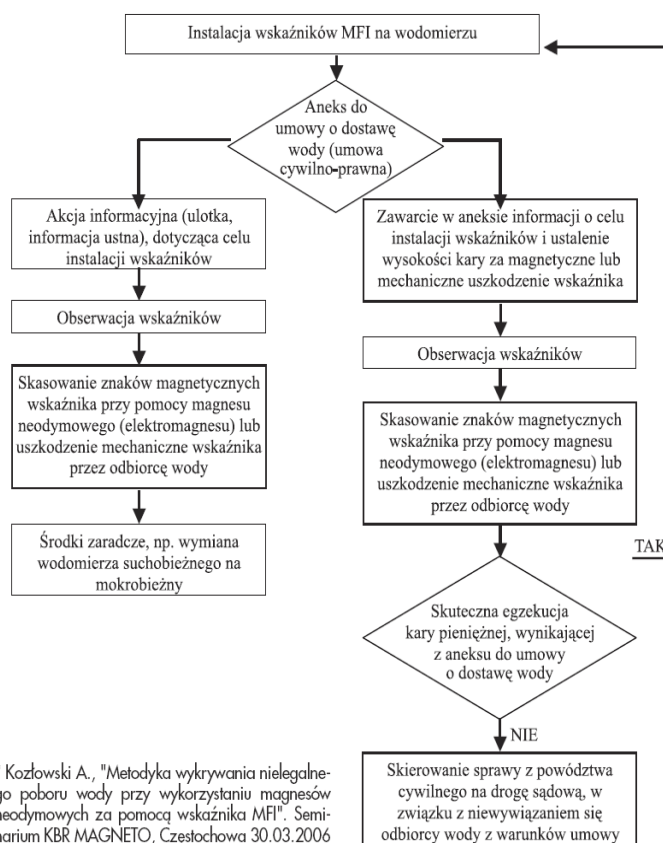 Instalacja wskaźników MFI na wodomierzu
Aneks do
umowy o dostawę
wody (umowa
cywilno-prawna)
Akcja informacyjna (ulotka,
informacja ustna), dotycząca celu
instalacji wskaźników
Obserwacja wskaźników
Skasowanie znaków magnetycznych
wskaźnika przy pomocy magnesu
neodymowego (elektromagnesu) lub
uszkodzenie mechaniczne wskaźnika
przez odbiorcę wody
Środki zaradcze, np. wymiana
wodomierza suchobieżnego na
mokrobieżny
Zawarcie w aneksie informacji o celu
instalacji wskaźników i ustalenie
wysokości kary za magnetyczne lub
mechaniczne uszkodzenie wskaźnika
Obserwacja wskaźników
Skasowanie znaków magnetycznych
wskaźnika przy pomocy magnesu
neodymowego (elektromagnesu) lub
uszkodzenie mechaniczne wskaźnika
przez odbiorcę wody
TAK
Skuteczna egzekucja
kary pieniężnej, wynikającej
z aneksu do umowy
o dostawę wody
NIE
Skierowanie sprawy z powództwa
cywilnego na drogę sądową, w
związku z niewywiązaniem się
odbiorcy wody z warunków umowy
Kozłowski A., "Metodyka wykrywania nielegalne-
go poboru wody przy wykorzystaniu magnesów
neodymowych za pomocą wskaźnika MFI". Semi-
narium KBR MAGNETO, Częstochowa 30.03.2006